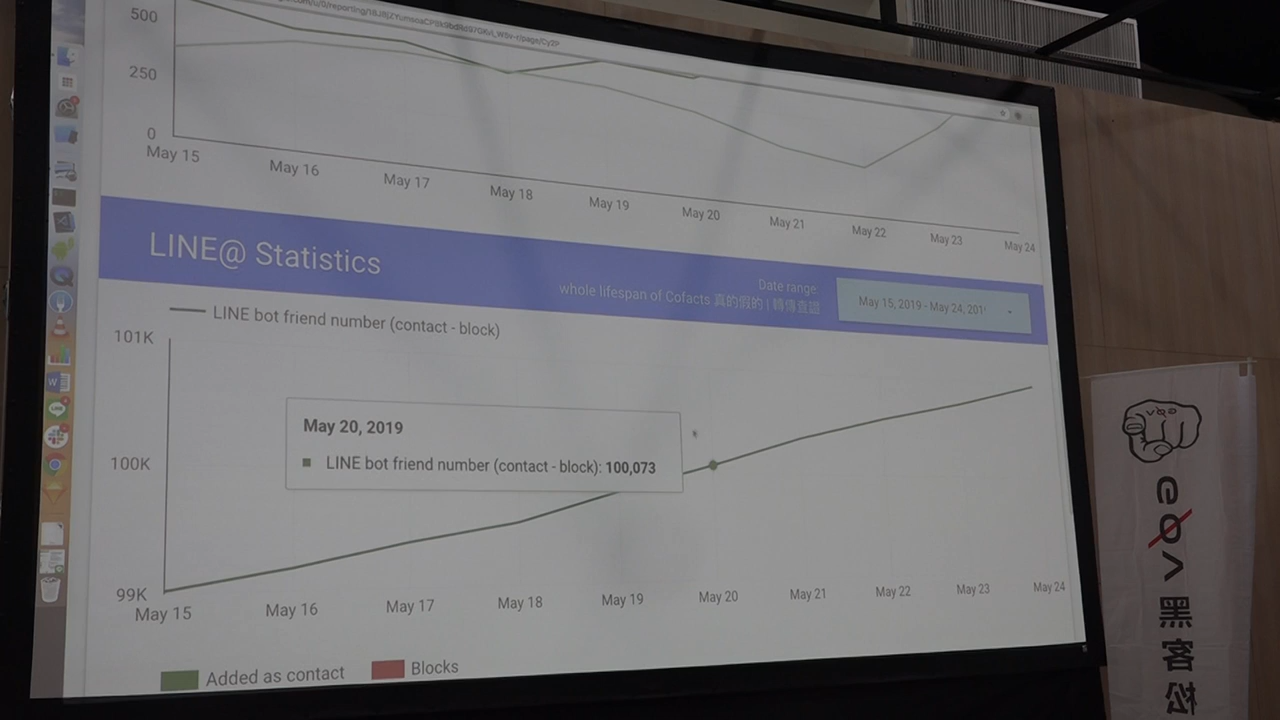 500
250
0
May 15
May 16
May 17
May 18
May 19
May 20
May 21
May 22
May 23
May 24
LINE@ Statistics
Date range
whole lifespan of Cofacts 真的假的 | 轉傳查證
May 15, 2019 - May 24, 201
LINE bot friend number (contact - block)
101K
May 20, 2019
LINE bot friend number (contact - block): 100,073
100K
99K
May 15
May 16
May 17
May 18
May 19
May 20
May 21
May 22
May 23
May 24
Added as contact
Blocks
g0v
黑客松